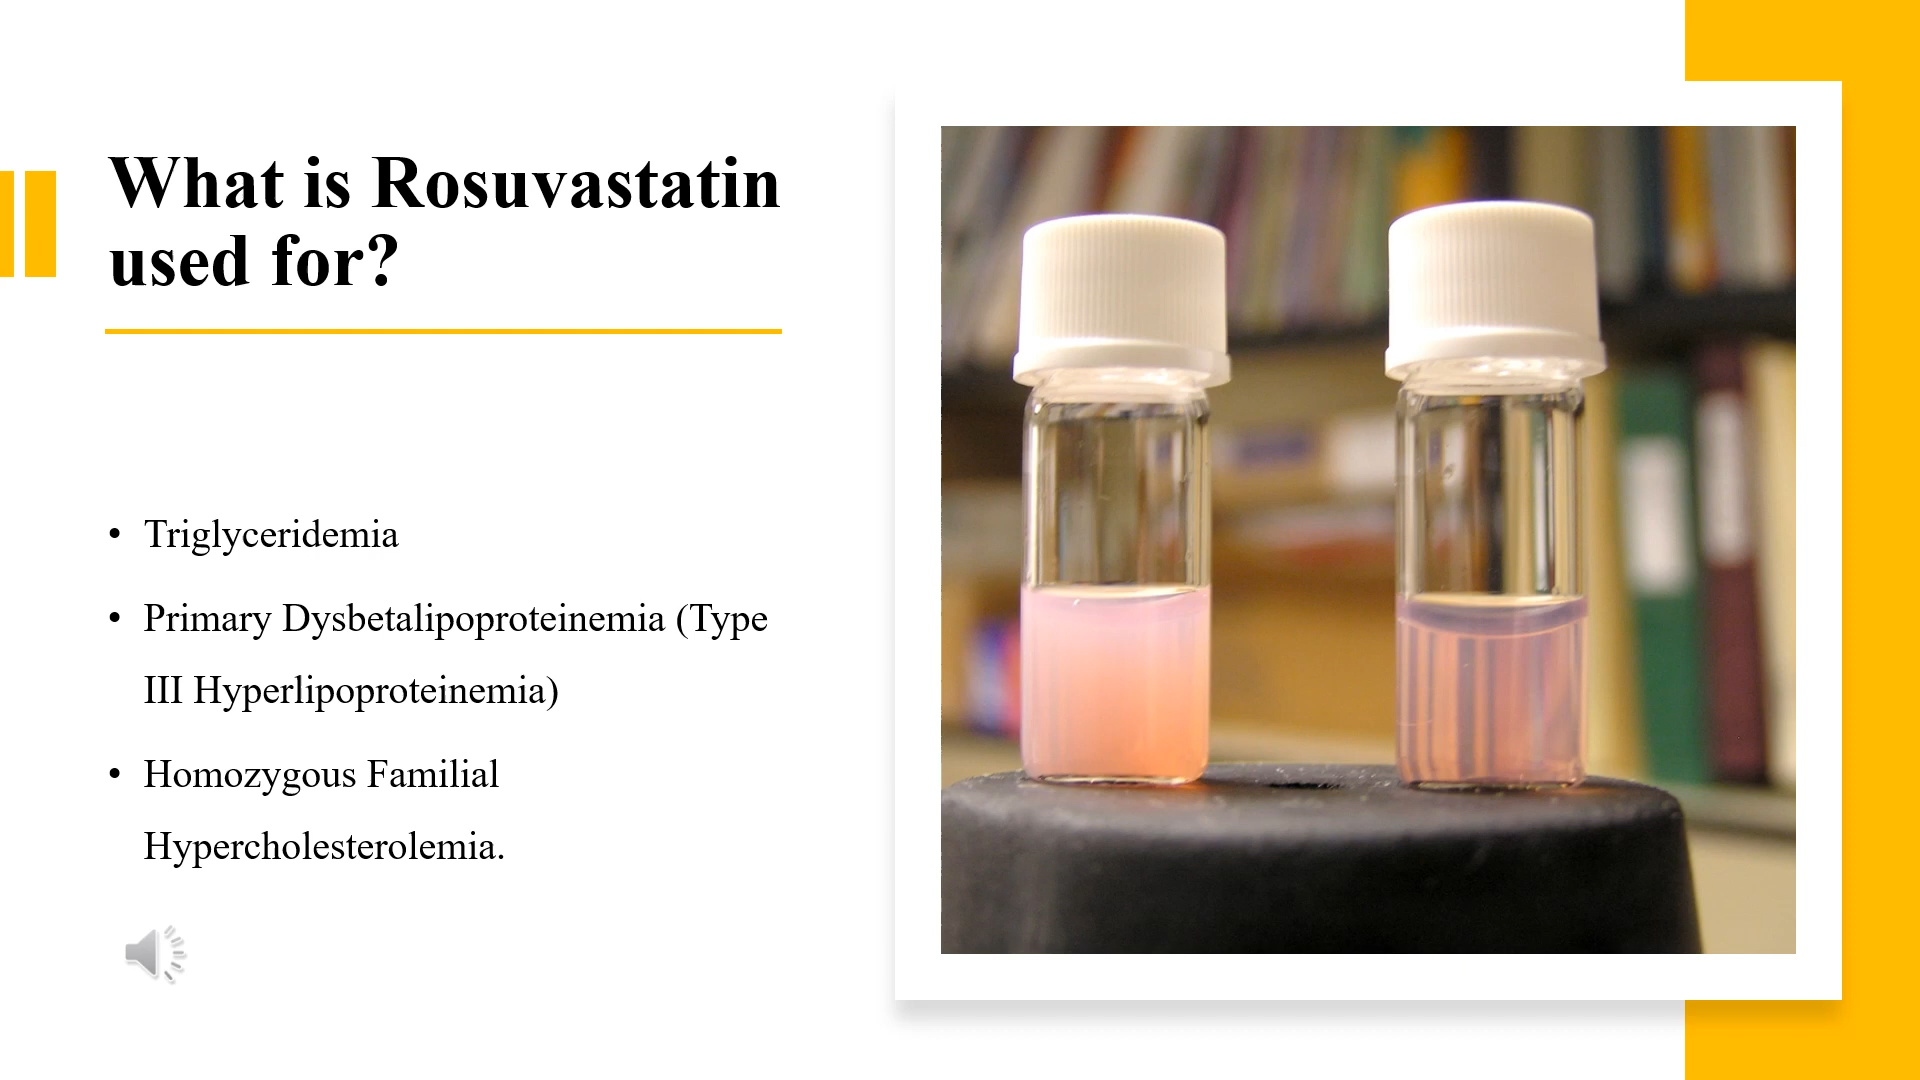 What is Rosuvastatin
used for?
• Triglyceridemia
• Primary Dysbetalipoproteinemia (Type
III Hyperlipoproteinemia)
• Homozygous Familial
Hypercholesterolemia.